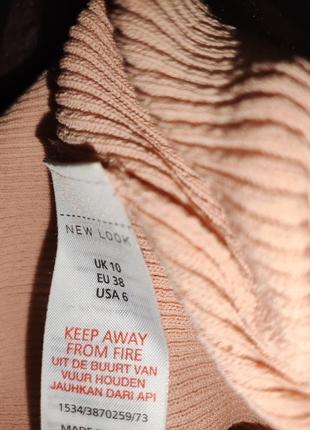 NEW LOOK
UK 10
EU 38
USA 6
KEEP AWAY
FROM FIRE
UIT DE BUURT VAN
VUUR HOUDEN
JAUHKAN DARI API
1534/3870259/73
MADE